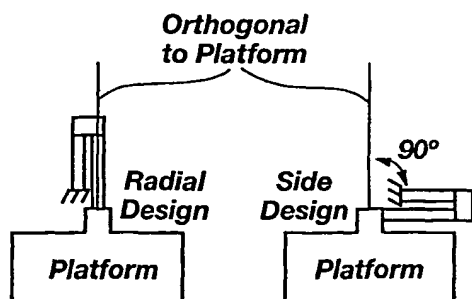 Orthogonal
to Platform
90°
Radial
Design
Side
Design
Platform
Platform